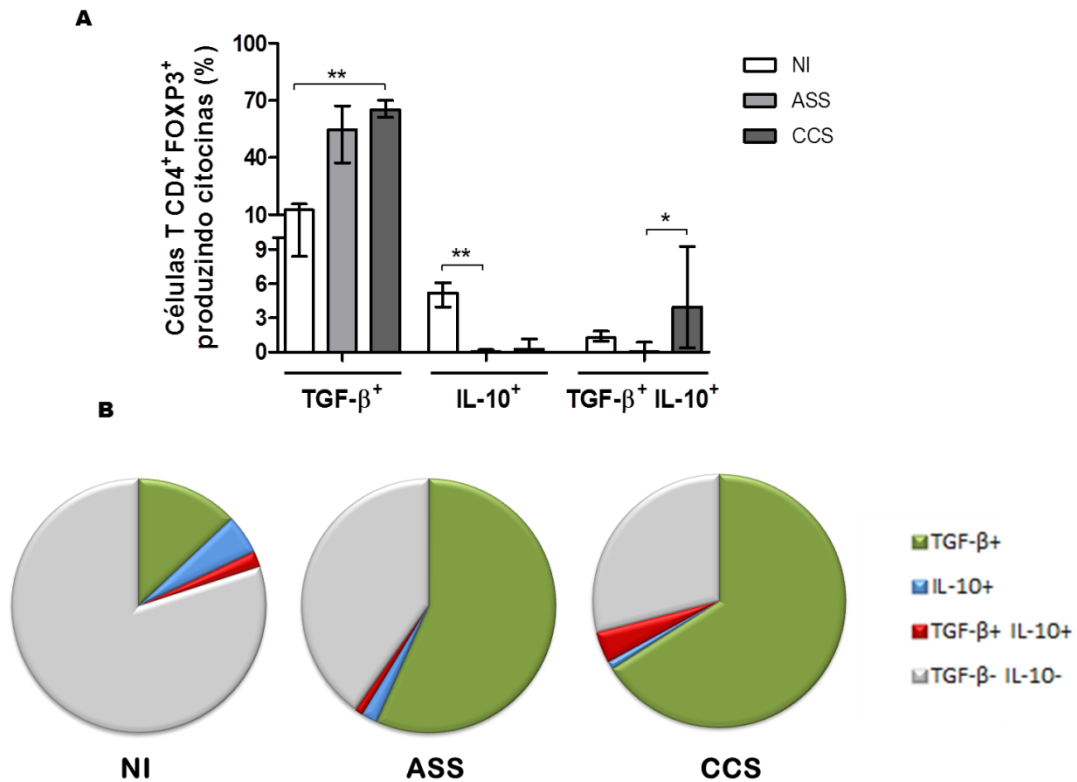 A
Células T CD4⁺FOXP3⁺
produzindo citocinas (%)
100
70
40
10
9
6
3
0
**
**
*
NI
ASS
CCS
TGF-β⁺
IL-10⁺
TGF-β⁺ IL-10⁺
B
TGF-β+
IL-10+
TGF-β+ IL-10+
TGF-β- IL-10-
NI
ASS
CCS